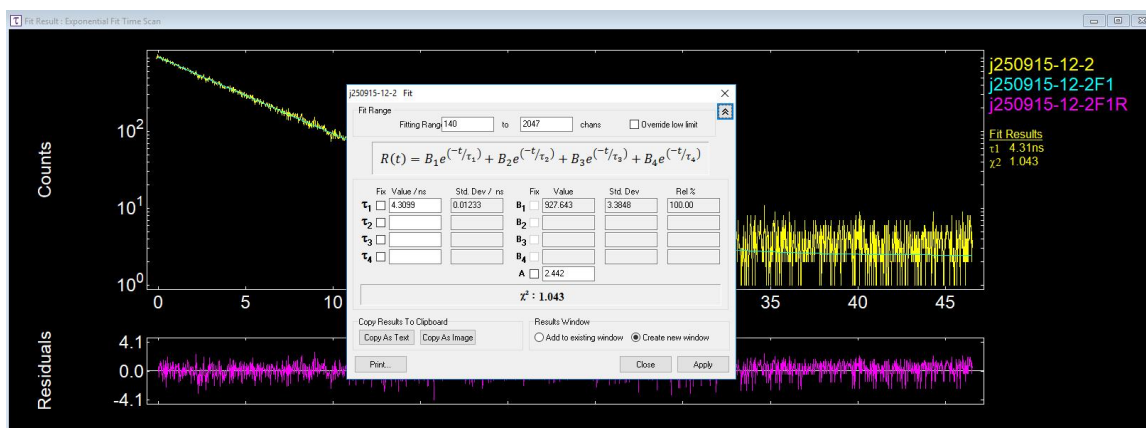 Fit Result : Exponential Fit Time Scan
j250915-12-2
j250915-12-2F1
j250915-12-2F1R
Fit Results
τ1 4.31ns
χ2 1.043
Counts
10²
10¹
10⁰
0 5 10 35 40 45
Residuals
4.1
0.0
-4.1
j250915-12-2 Fit
Fit Range
Fitting Rang 140 to 2047 chans Override low limit
R(t) = B₁e^(-t/τ₁) + B₂e^(-t/τ₂) + B₃e^(-t/τ₃) + B₄e^(-t/τ₄)
Fix Value / ns Std. Dev / ns Fix Value Std. Dev Rel %
τ₁ 4.3099 0.01233 B₁ 927.643 3.3848 100.00
τ₂ B₂
τ₃ B₃
τ₄ B₄
A 2.442
χ² : 1.043
Copy Results To Clipboard
Copy As Text Copy As Image
Results Window
Add to existing window Create new window
Print... Close Apply